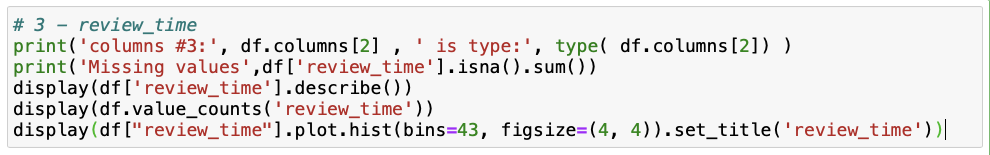 # 3 - review_time
print('columns #3:', df.columns[2] , ' is type:', type( df.columns[2]) )
print('Missing values',df['review_time'].isna().sum())
display(df['review_time'].describe())
display(df.value_counts('review_time'))
display(df["review_time"].plot.hist(bins=43, figsize=(4, 4)).set_title('review_time'))